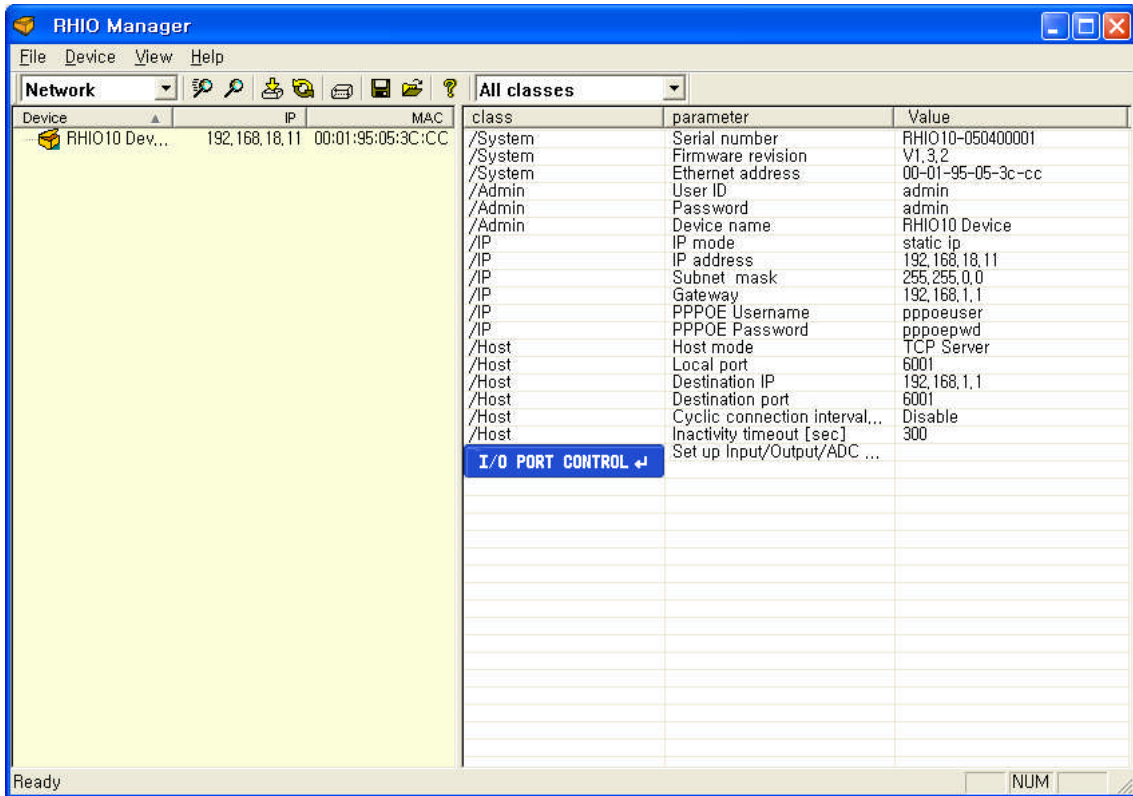 RHIO Manager
File Device View Help
Network All classes
Device IP MAC
RHIO10 Dev... 192,168,18,11 00:01:95:05:3C:CC
class parameter Value
/System Serial number RHIO10-050400001
/System Firmware revision V1,3,2
/System Ethernet address 00-01-95-05-3c-cc
/Admin User ID admin
/Admin Password admin
/Admin Device name RHIO10 Device
/IP IP mode static ip
/IP IP address 192,168,18,11
/IP Subnet mask 255,255,0,0
/IP Gateway 192,168,1,1
/IP PPPOE Username pppoeuser
/IP PPPOE Password pppoepwd
/Host Host mode TCP Server
/Host Local port 6001
/Host Destination IP 192,168,1,1
/Host Destination port 6001
/Host Cyclic connection interval,,, Disable
/Host Inactivity timeout [sec] 300
I/O PORT CONTROL ↵ Set up Input/Output/ADC ...
Ready NUM